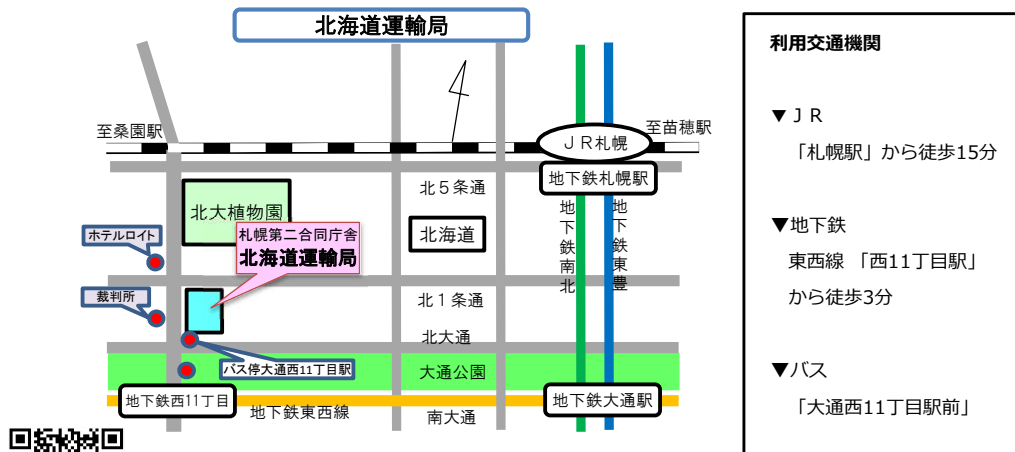 北海道運輸局
至桑園駅
ＪＲ札幌
至苗穂駅
地下鉄札幌駅
北５条通
北大植物園
地下鉄南北
地下鉄東豊
ホテルロイト
札幌第二合同庁舎
北海道運輸局
北海道
裁判所
北１条通
北大通
バス停大通西11丁目駅
大通公園
地下鉄西11丁目
地下鉄東西線
南大通
地下鉄大通駅
利用交通機関
▼ＪＲ
「札幌駅」から徒歩15分
▼地下鉄
東西線 「西11丁目駅」
から徒歩3分
▼バス
「大通西11丁目駅前」